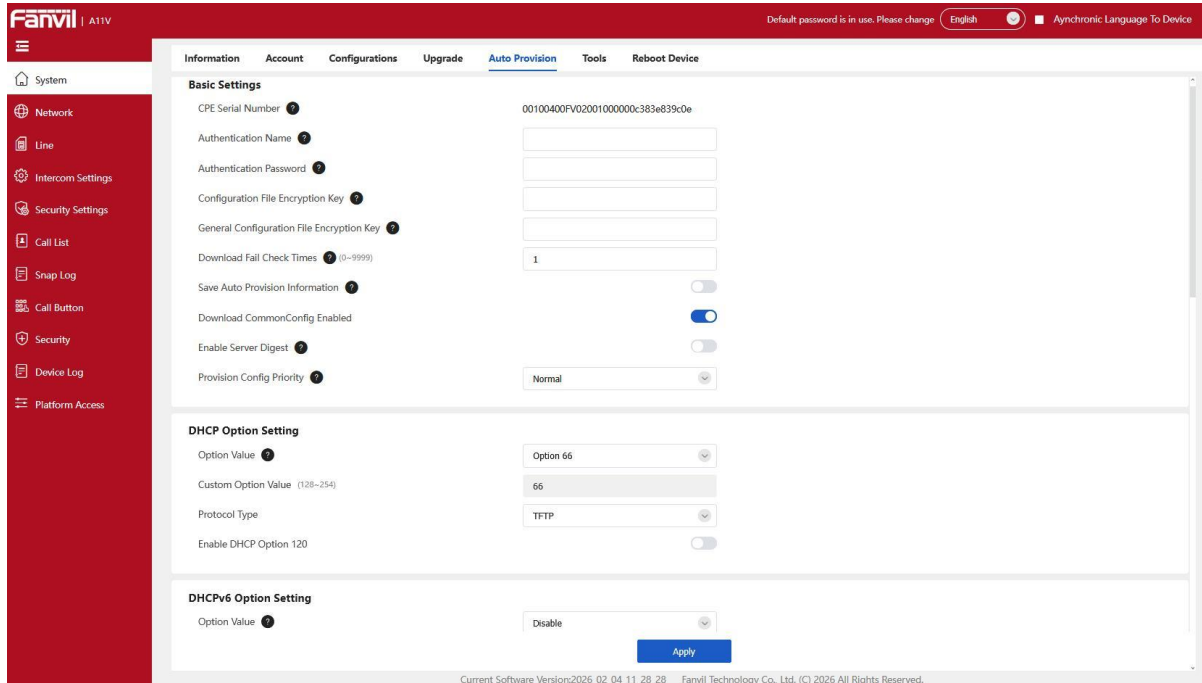 Fanvil | A11V
Default password is in use. Please change English Aynchronic Language To Device
Information Account Configurations Upgrade Auto Provision Tools Reboot Device
System
Network
Line
Intercom Settings
Security Settings
Call List
Snap Log
Call Button
Security
Device Log
Platform Access
Basic Settings
CPE Serial Number ? 00100400FV02001000000c383e839c0e
Authentication Name ?
Authentication Password ?
Configuration File Encryption Key ?
General Configuration File Encryption Key ?
Download Fail Check Times ? (0~9999) 1
Save Auto Provision Information ?
Download CommonConfig Enabled
Enable Server Digest ?
Provision Config Priority ? Normal
DHCP Option Setting
Option Value ? Option 66
Custom Option Value (128~254) 66
Protocol Type TFTP
Enable DHCP Option 120
DHCPv6 Option Setting
Option Value ? Disable
Apply
Current Software Version:2026_02_04_11_28_28 Fanvil Technology Co., Ltd. (C) 2026 All Rights Reserved.